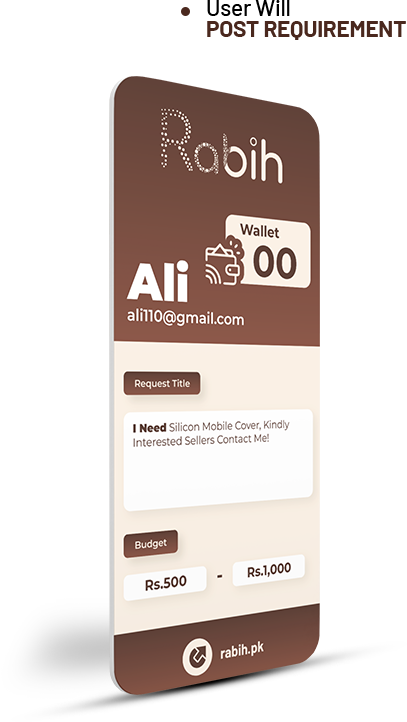 User Will
POST REQUIREMENT
Rabih
Wallet
00
Ali
ali110@gmail.com
Request Title
I Need Silicon Mobile Cover, Kindly
Interested Sellers Contact Me!
Budget
Rs.500 - Rs.1,000
rabih.pk